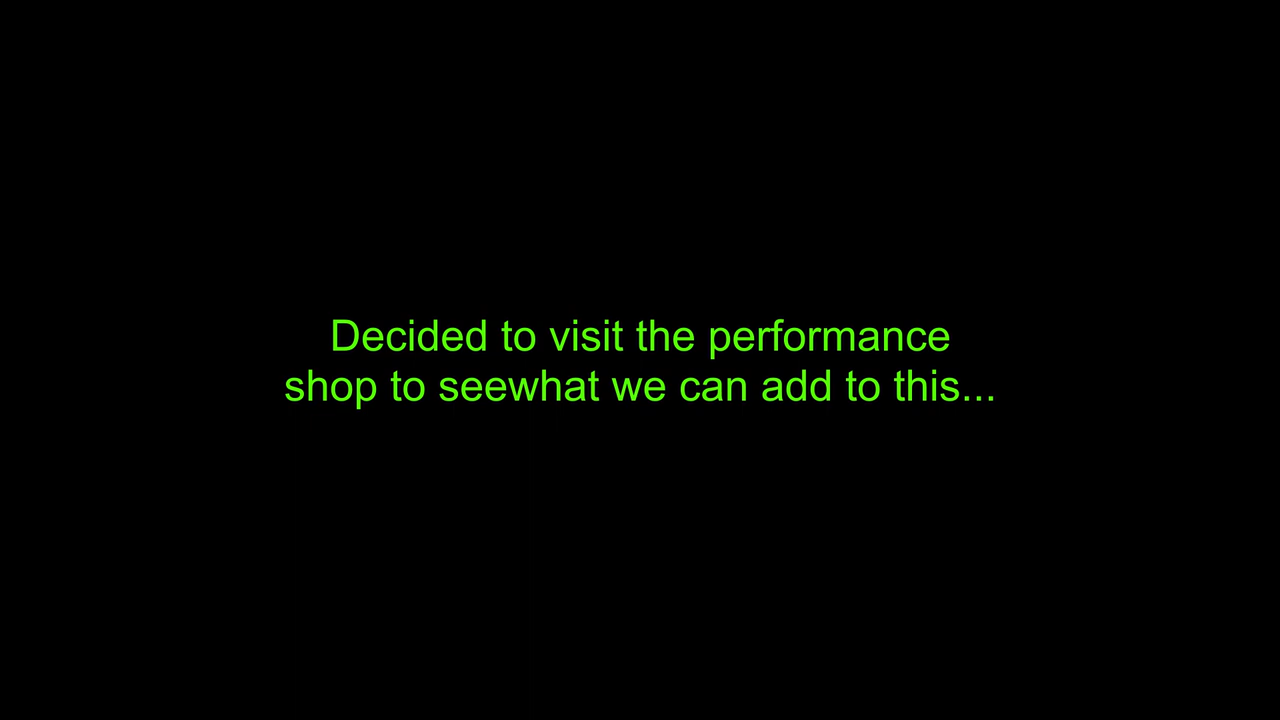 Decided to visit the performance
shop to seewhat we can add to this...